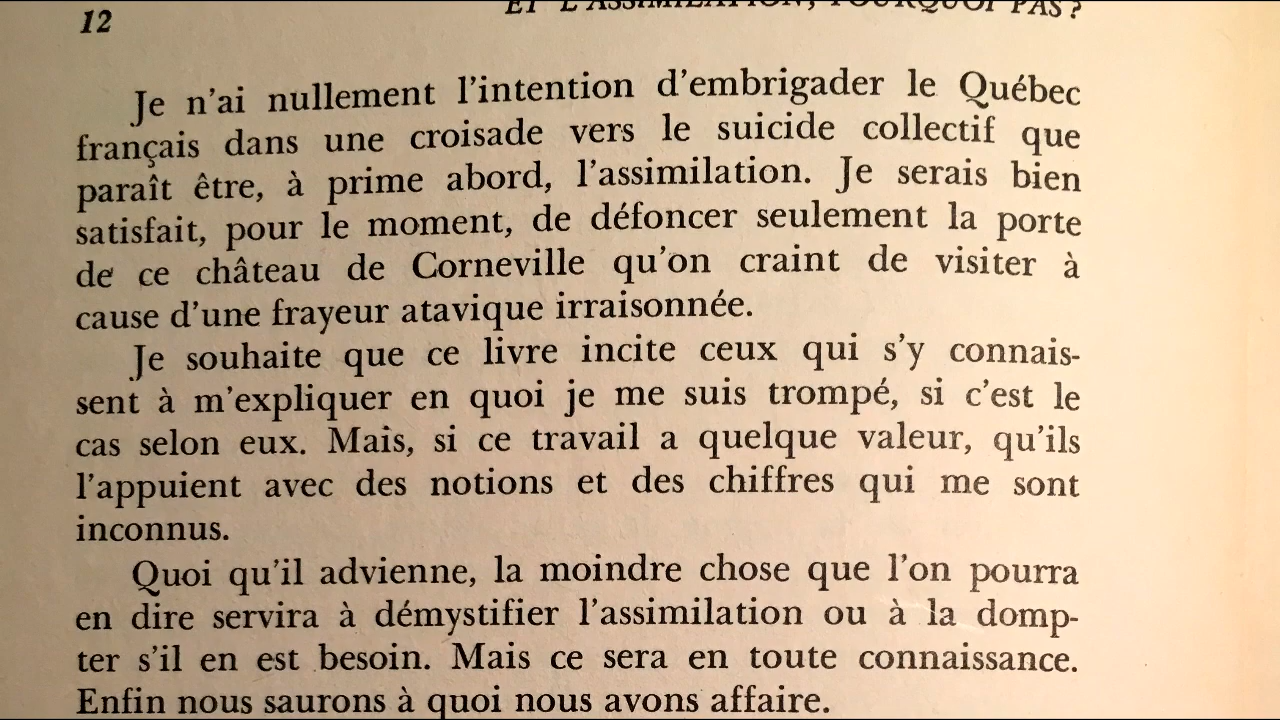 12
ET L'ASSIMILATION, POURQUOI PAS?
Je n'ai nullement l'intention d'embrigader le Québec
français dans une croisade vers le suicide collectif que
paraît être, à prime abord, l'assimilation. Je serais bien
satisfait, pour le moment, de défoncer seulement la porte
de ce château de Corneville qu'on craint de visiter à
cause d'une frayeur atavique irraisonnée.
Je souhaite que ce livre incite ceux qui s'y connais-
sent à m'expliquer en quoi je me suis trompé, si c'est le
cas selon eux. Mais, si ce travail a quelque valeur, qu'ils
l'appuient avec des notions et des chiffres qui me sont
inconnus.
Quoi qu'il advienne, la moindre chose que l'on pourra
en dire servira à démystifier l'assimilation ou à la domp-
ter s'il en est besoin. Mais ce sera en toute connaissance.
Enfin nous saurons à quoi nous avons affaire.